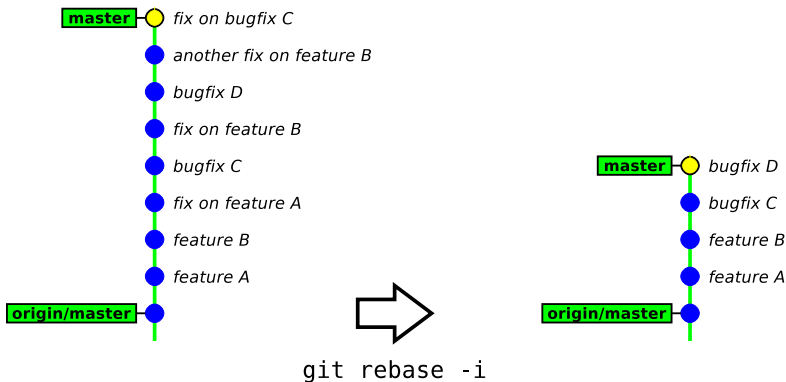 master fix on bugfix C
another fix on feature B
bugfix D
fix on feature B
bugfix C
fix on feature A
feature B
feature A
origin/master
git rebase -i
master bugfix D
bugfix C
feature B
feature A
origin/master